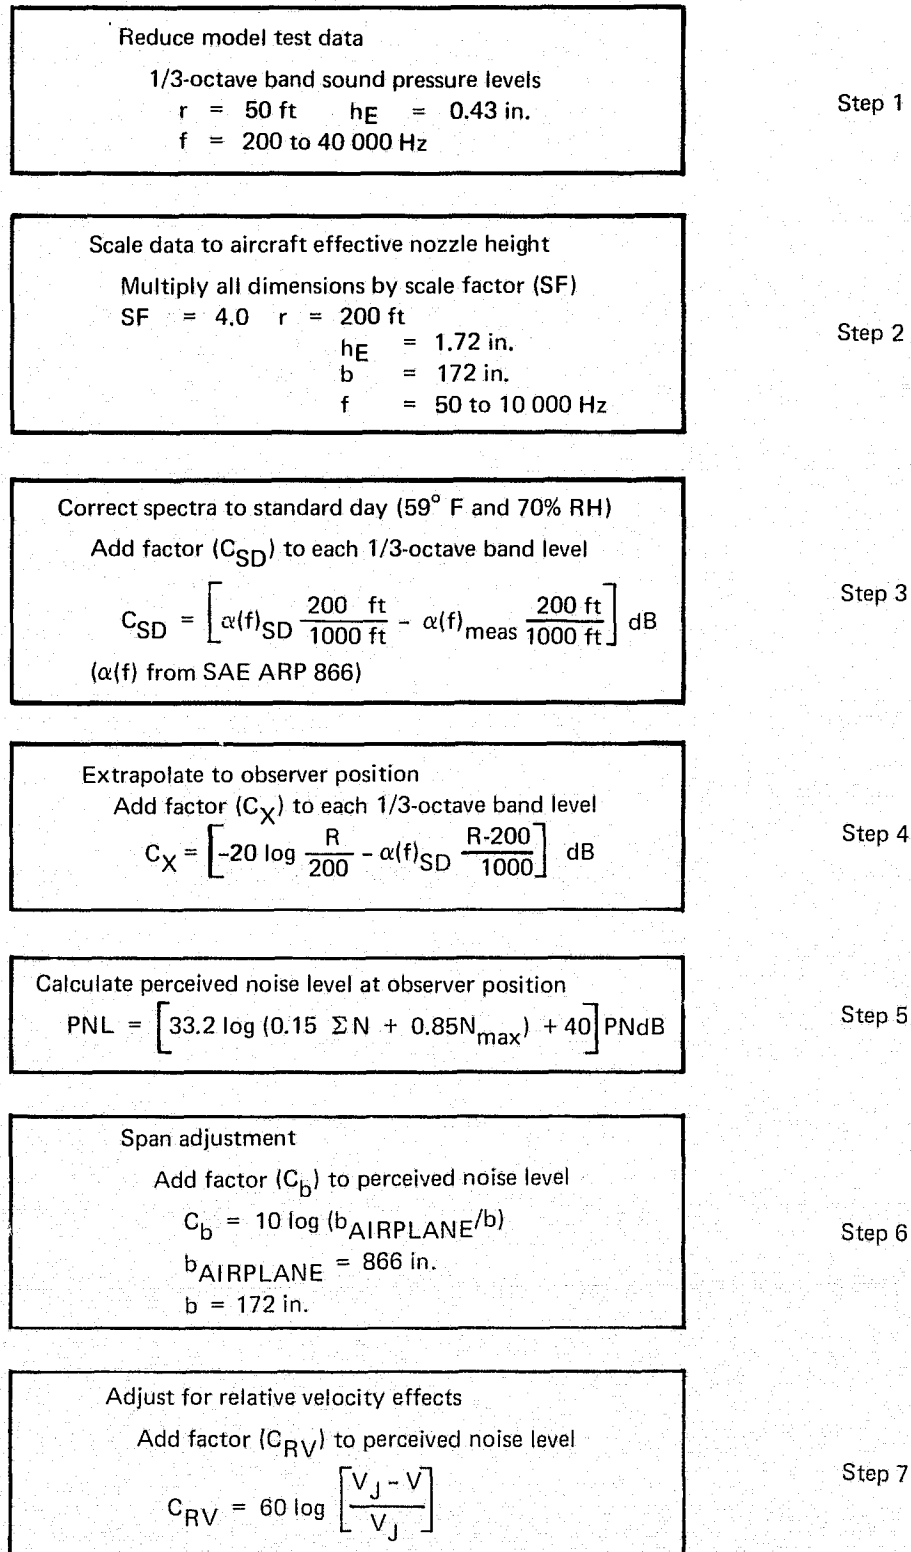 Reduce model test data
1/3-octave band sound pressure levels
r = 50 ft hE = 0.43 in.
f = 200 to 40 000 Hz
Step 1
Scale data to aircraft effective nozzle height
Multiply all dimensions by scale factor (SF)
SF = 4.0 r = 200 ft
hE = 1.72 in.
b = 172 in.
f = 50 to 10 000 Hz
Step 2
Correct spectra to standard day (59° F and 70% RH)
Add factor (CSD) to each 1/3-octave band level
CSD = [α(f)SD 200 ft/1000 ft - α(f)meas 200 ft/1000 ft] dB
(α(f) from SAE ARP 866)
Step 3
Extrapolate to observer position
Add factor (CX) to each 1/3-octave band level
CX = [-20 log R/200 - α(f)SD R-200/1000] dB
Step 4
Calculate perceived noise level at observer position
PNL = [33.2 log (0.15 ΣN + 0.85Nmax) + 40] PNdB
Step 5
Span adjustment
Add factor (Cb) to perceived noise level
Cb = 10 log (bAIRPLANE/b)
bAIRPLANE = 866 in.
b = 172 in.
Step 6
Adjust for relative velocity effects
Add factor (CRV) to perceived noise level
CRV = 60 log [VJ - V/VJ]
Step 7